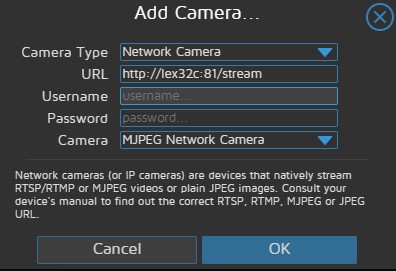 Add Camera...
Camera Type Network Camera
URL http://lex32c:81/stream
Username username...
Password password...
Camera MJPEG Network Camera
Network cameras (or IP cameras) are devices that natively stream
RTSP/RTMP or MJPEG videos or plain JPEG images. Consult your
device's manual to find out the correct RTSP, RTMP, MJPEG or JPEG
URL.
Cancel OK